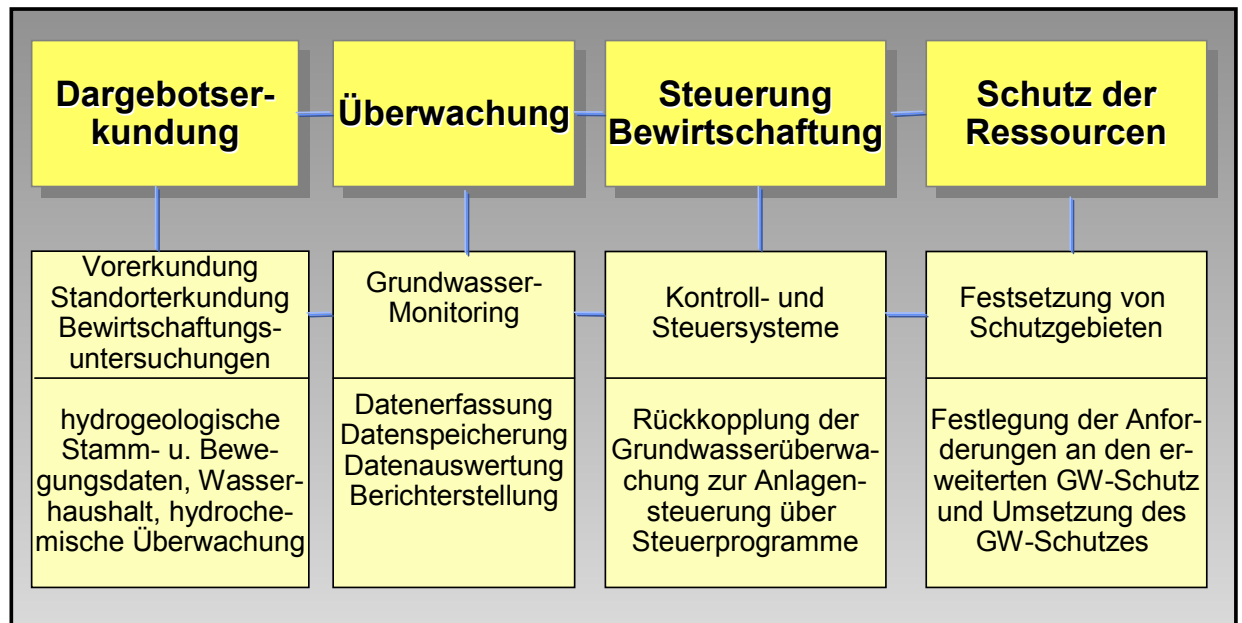 Dargebotser-
kundung
Überwachung
Steuerung
Bewirtschaftung
Schutz der
Ressourcen
Vorerkundung
Standorterkundung
Bewirtschaftungs-
untersuchungen
hydrogeologische
Stamm- u. Bewe-
gungsdaten, Wasser-
haushalt, hydroche-
mische Überwachung
Grundwasser-
Monitoring
Datenerfassung
Datenspeicherung
Datenauswertung
Berichterstellung
Kontroll- und
Steuersysteme
Rückkopplung der
Grundwasserüberwa-
chung zur Anlagen-
steuerung über
Steuerprogramme
Festsetzung von
Schutzgebieten
Festlegung der Anfor-
derungen an den er-
weiterten GW-Schutz
und Umsetzung des
GW-Schutzes